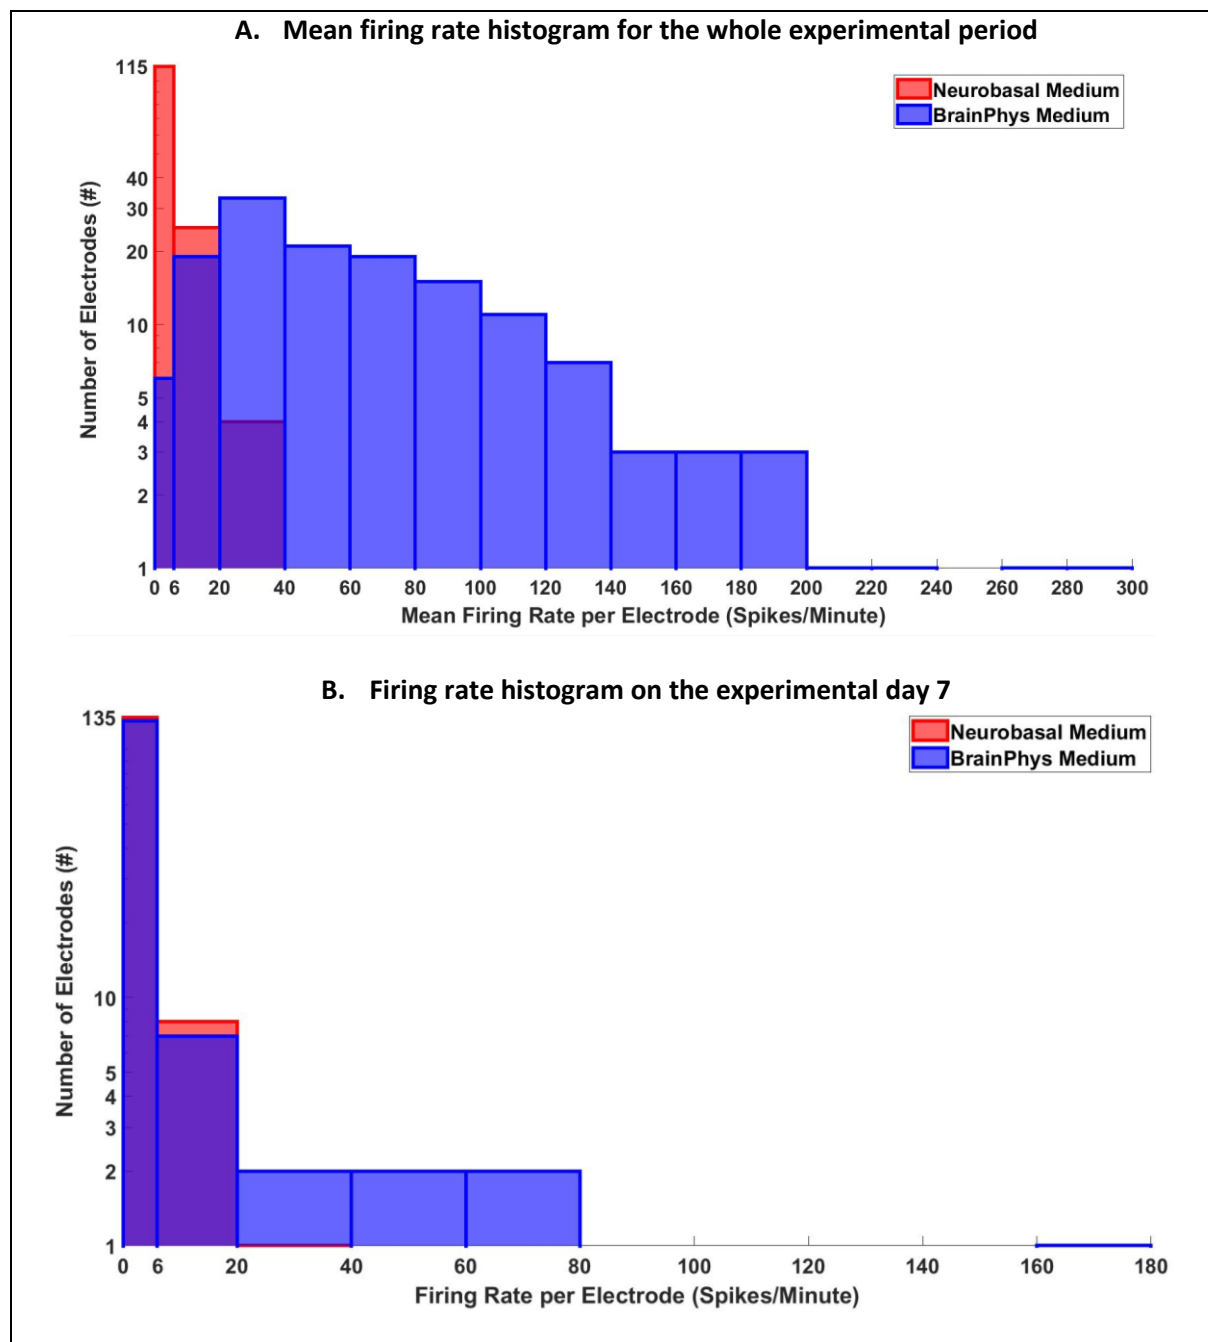 A. Mean firing rate histogram for the whole experimental period
115
40
30
20
10
5
4
3
2
1
Number of Electrodes (#)
Neurobasal Medium
BrainPhys Medium
0 6 20 40 60 80 100 120 140 160 180 200 220 240 260 280 300
Mean Firing Rate per Electrode (Spikes/Minute)
B. Firing rate histogram on the experimental day 7
135
10
5
4
3
2
1
Number of Electrodes (#)
Neurobasal Medium
BrainPhys Medium
0 6 20 40 60 80 100 120 140 160 180
Firing Rate per Electrode (Spikes/Minute)